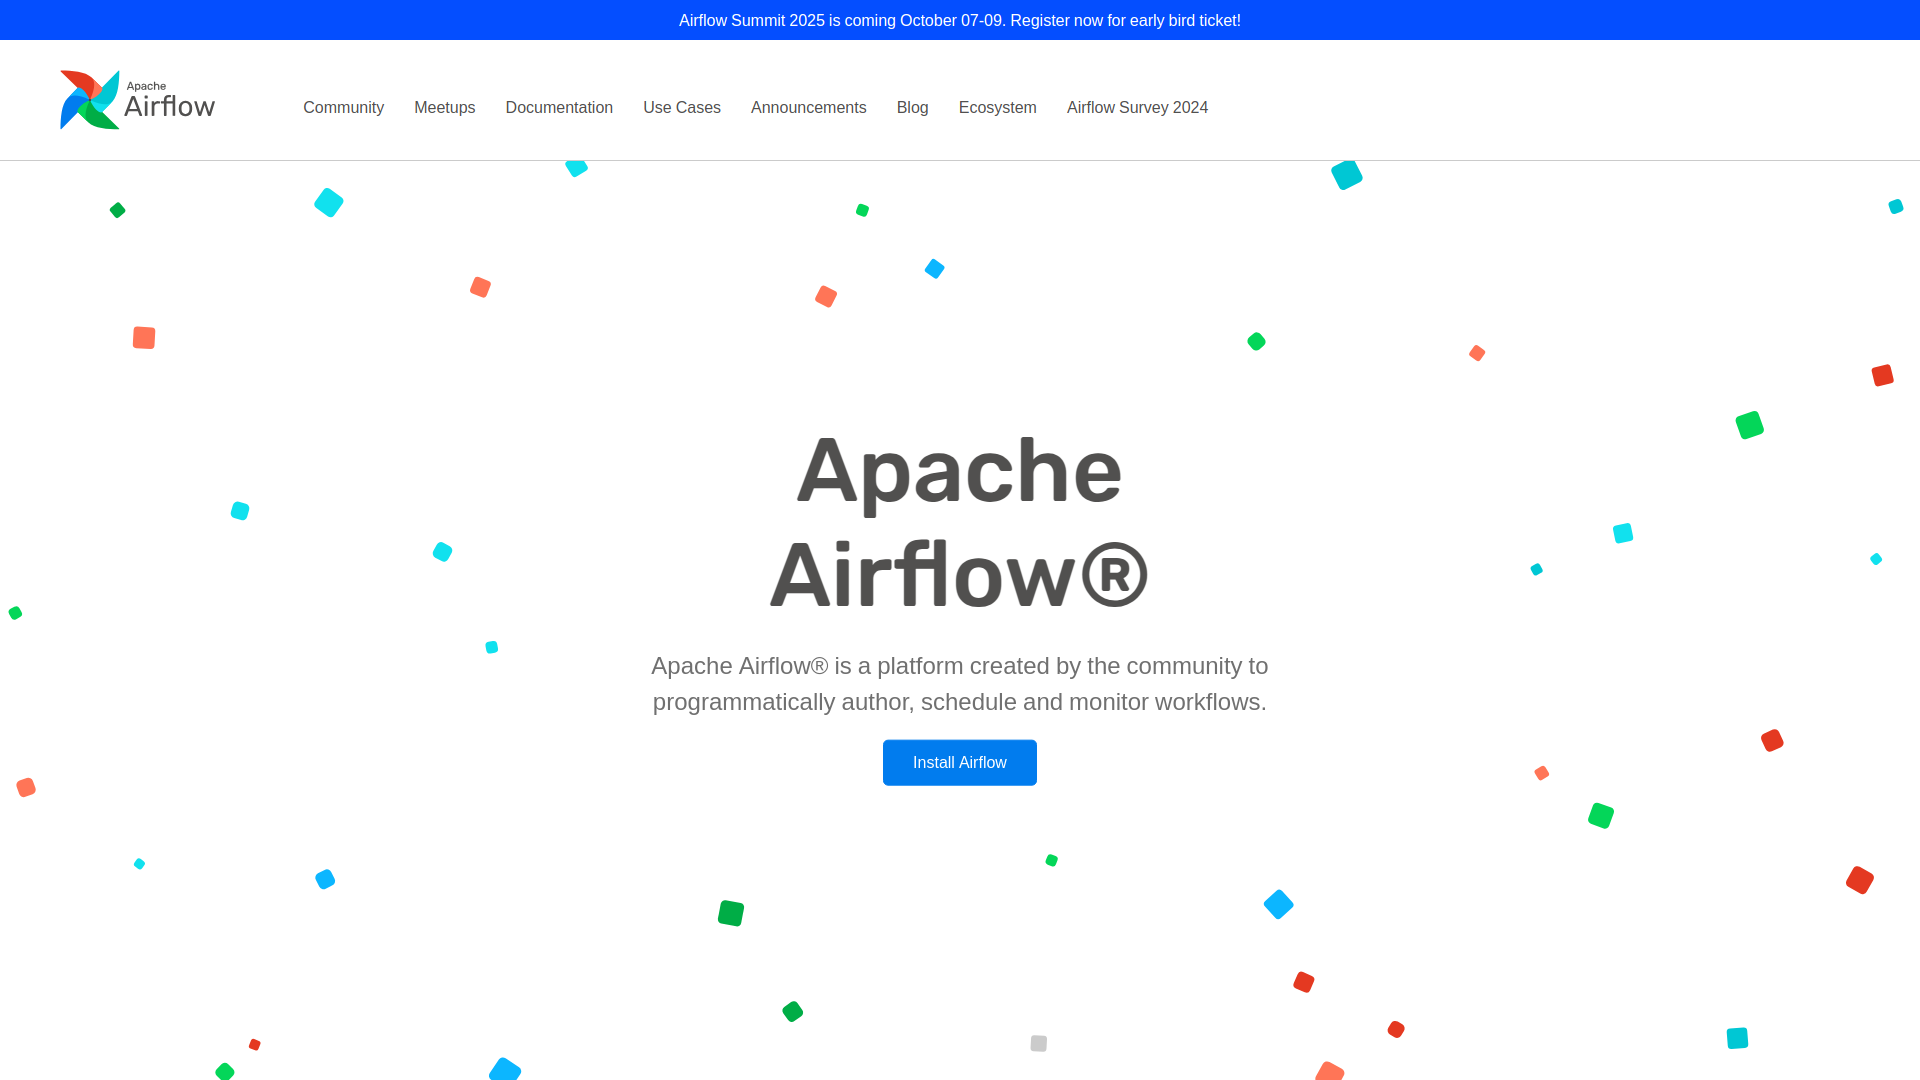 Airflow Summit 2025 is coming October 07-09. Register now for early bird ticket!
Apache
Airflow
Community Meetups Documentation Use Cases Announcements Blog Ecosystem Airflow Survey 2024
Apache
Airflow®
Apache Airflow® is a platform created by the community to
programmatically author, schedule and monitor workflows.
Install Airflow